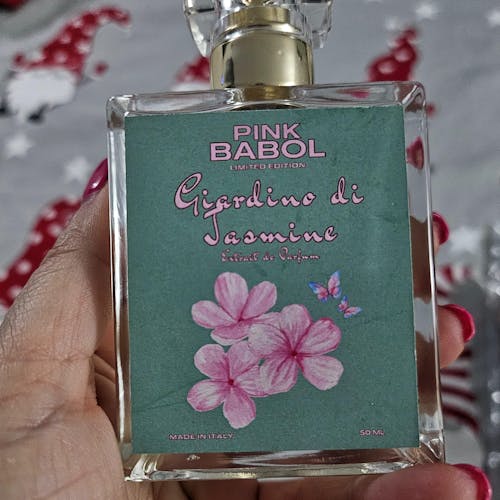 PINK
BABOL
LIMITED EDITION
Giardino di
Jasmine
Extrait de Parfum
MADE IN ITALY
50 ML